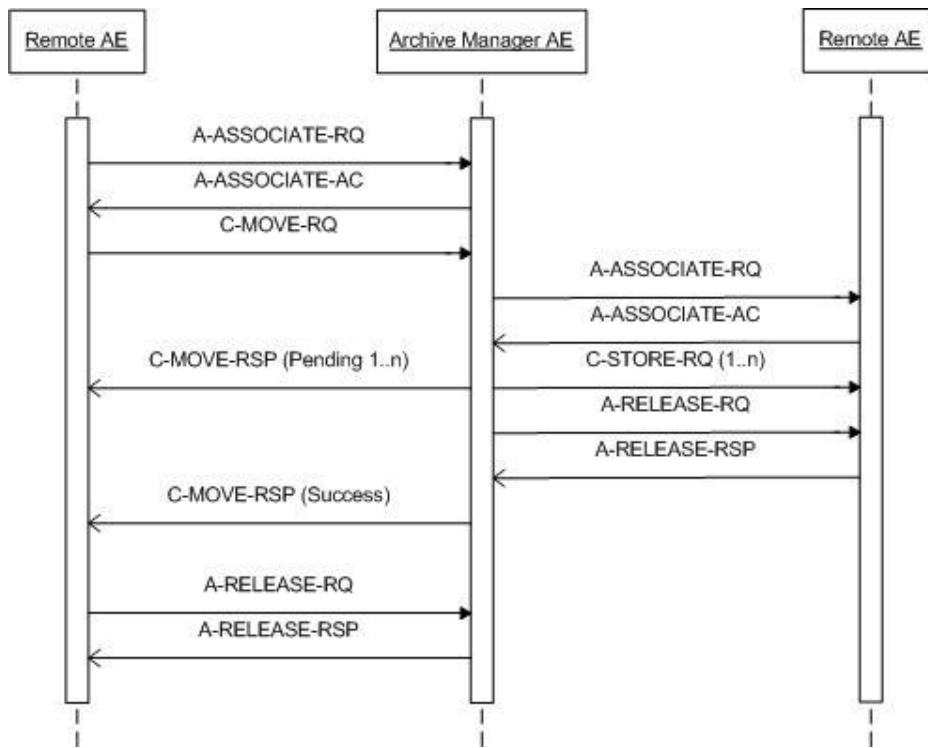 Remote AE
Archive Manager AE
Remote AE
A-ASSOCIATE-RQ
A-ASSOCIATE-AC
C-MOVE-RQ
A-ASSOCIATE-RQ
A-ASSOCIATE-AC
C-MOVE-RSP (Pending 1..n)
C-STORE-RQ (1..n)
A-RELEASE-RQ
A-RELEASE-RSP
C-MOVE-RSP (Success)
A-RELEASE-RQ
A-RELEASE-RSP